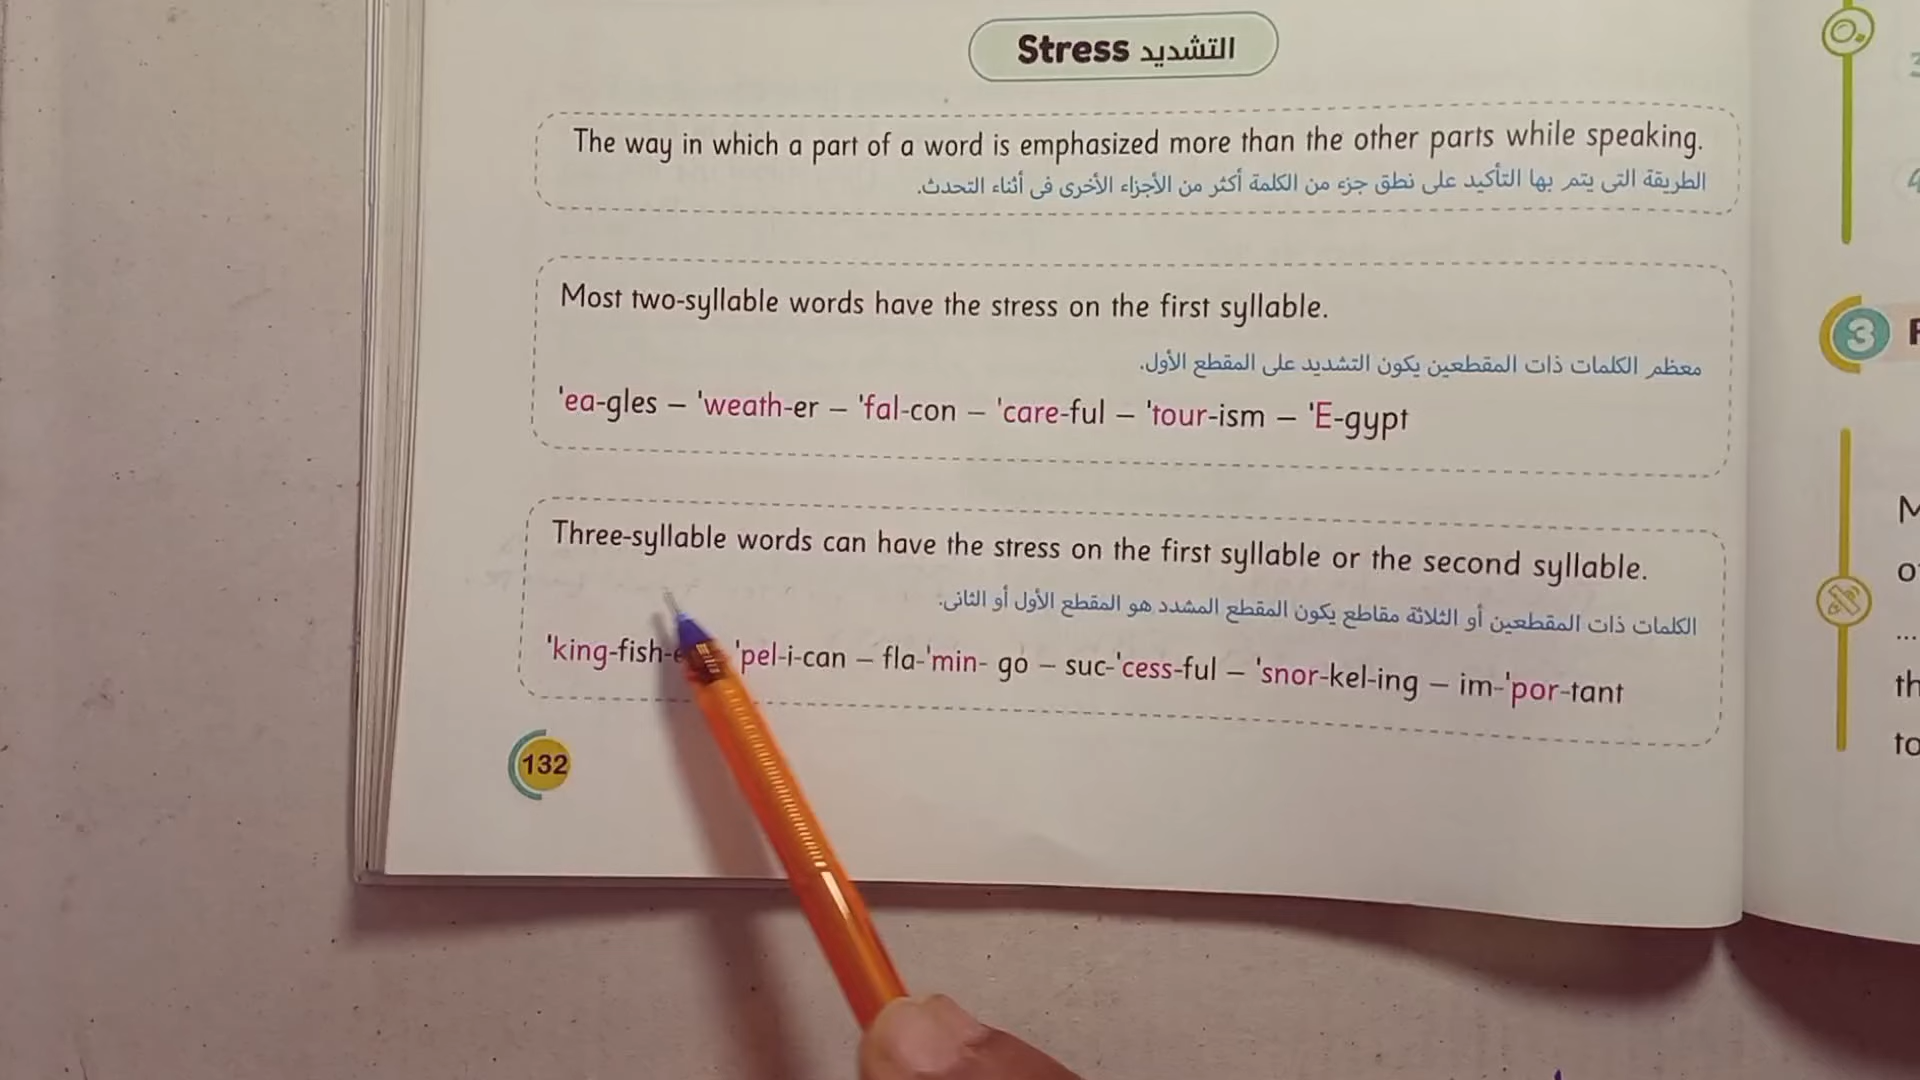 Stress التشديد
The way in which a part of a word is emphasized more than the other parts while speaking.
الطريقة التى يتم بها التأكيد على نطق جزء من الكلمة أكثر من الأجزاء الأخرى فى أثناء التحدث.
Most two-syllable words have the stress on the first syllable.
معظم الكلمات ذات المقطعين يكون التشديد على المقطع الأول.
'ea-gles – 'weath-er – 'fal-con – 'care-ful – 'tour-ism – 'E-gypt
Three-syllable words can have the stress on the first syllable or the second syllable.
الكلمات ذات المقطعين أو الثلاثة مقاطع يكون المقطع المشدد هو المقطع الأول أو الثانى.
'king-fish- 'pel-i-can – fla-'min- go – suc-'cess-ful – 'snor-kel-ing – im-'por-tant
132
3